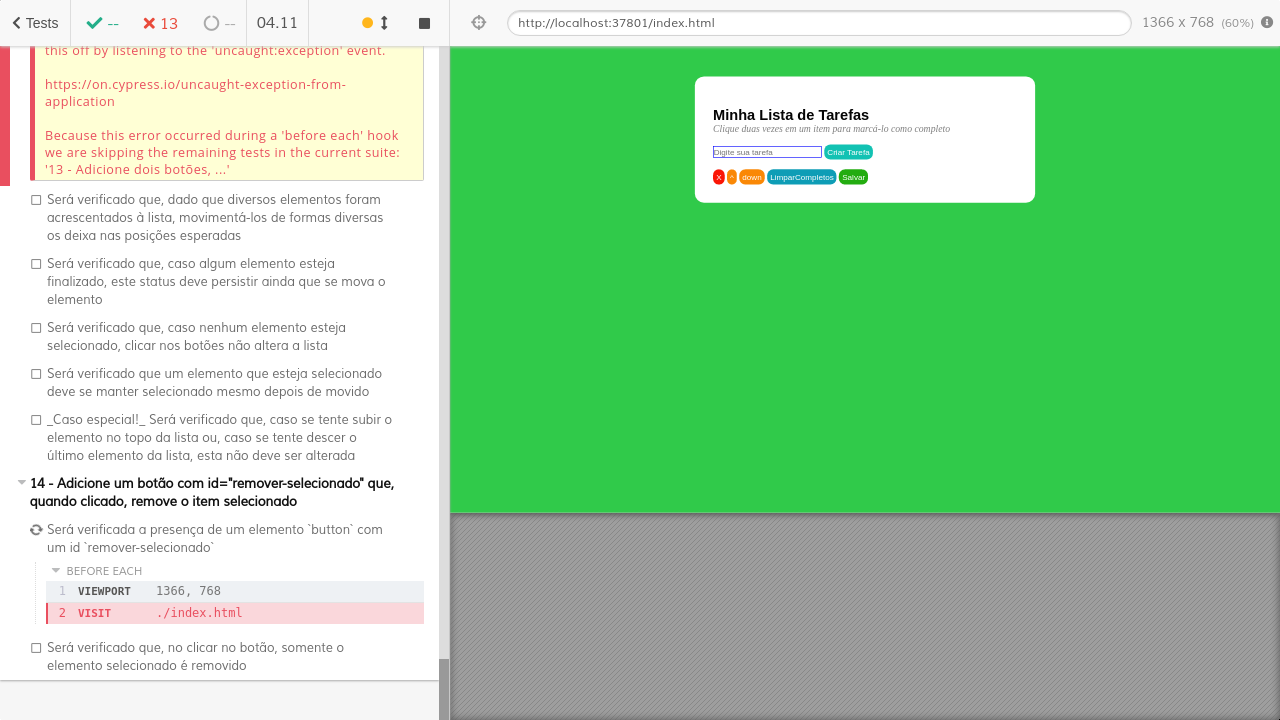 Tests
--
13
--
04.11
http://localhost:37801/index.html
1366 x 768 (60%)
this off by listening to the 'uncaught:exception' event.
https://on.cypress.io/uncaught-exception-from-
application
Because this error occurred during a 'before each' hook
we are skipping the remaining tests in the current suite:
'13 - Adicione dois botões, ...'
Será verificado que, dado que diversos elementos foram
acrescentados à lista, movimentá-los de formas diversas
os deixa nas posições esperadas
Será verificado que, caso algum elemento esteja
finalizado, este status deve persistir ainda que se mova o
elemento
Será verificado que, caso nenhum elemento esteja
selecionado, clicar nos botões não altera a lista
Será verificado que um elemento que esteja selecionado
deve se manter selecionado mesmo depois de movido
_Caso especial!_ Será verificado que, caso se tente subir o
elemento no topo da lista ou, caso se tente descer o
último elemento da lista, esta não deve ser alterada
14 - Adicione um botão com id="remover-selecionado" que,
quando clicado, remove o item selecionado
Será verificada a presença de um elemento `button` com
um id `remover-selecionado`
BEFORE EACH
1 VIEWPORT 1366, 768
2 VISIT ./index.html
Será verificado que, no clicar no botão, somente o
elemento selecionado é removido
Minha Lista de Tarefas
Clique duas vezes em um item para marcá-lo como completo
Digite sua tarefa
Criar Tarefa
X
^
down
LimparCompletos
Salvar